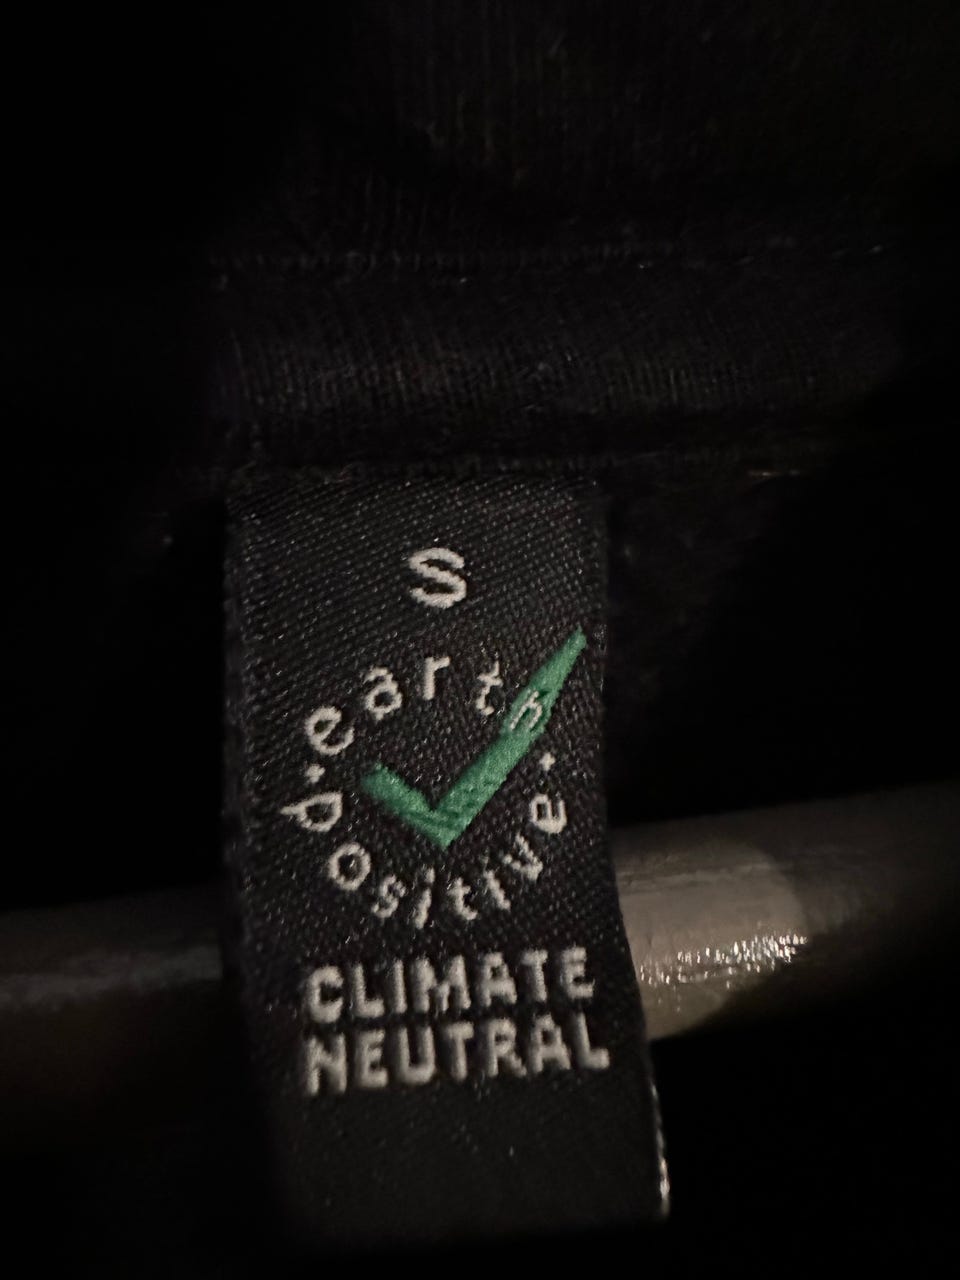 S
earth
positive
CLIMATE
NEUTRAL